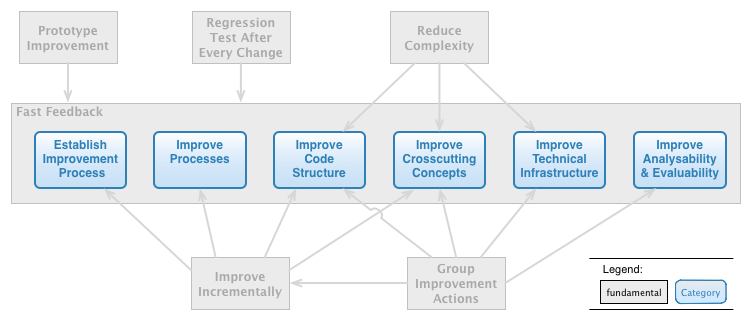 Prototype
Improvement
Regression
Test After
Every Change
Reduce
Complexity
Fast Feedback
Establish
Improvement
Process
Improve
Processes
Improve
Code
Structure
Improve
Crosscutting
Concepts
Improve
Technical
Infrastructure
Improve
Analysability
& Evaluability
Improve
Incrementally
Group
Improvement
Actions
Legend:
fundamental
Category